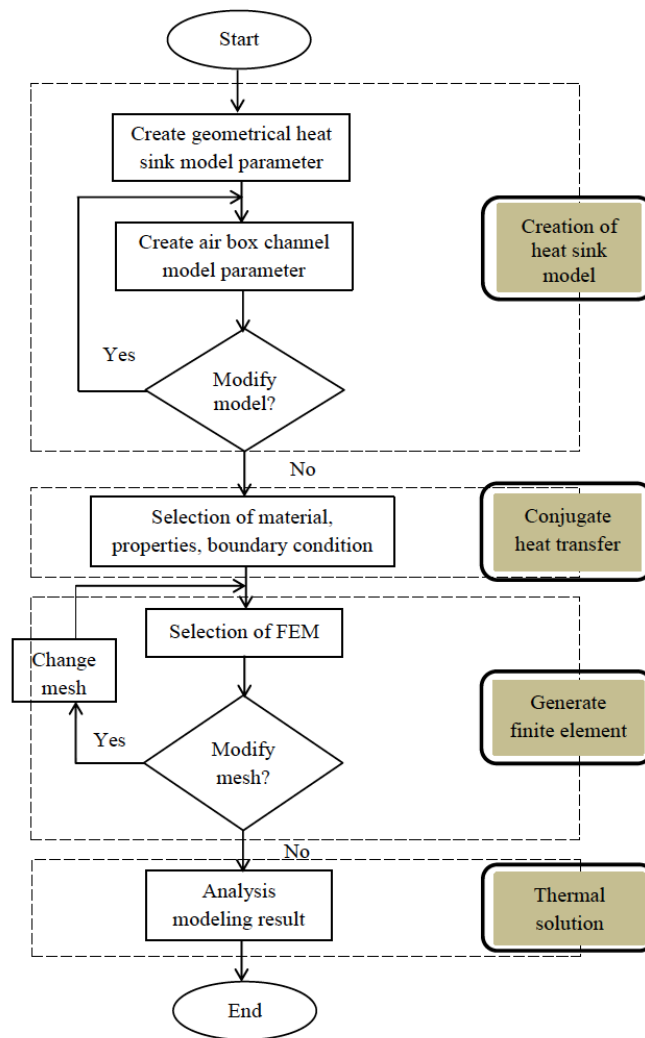 Start
Create geometrical heat
sink model parameter
Create air box channel
model parameter
Creation of
heat sink
model
Yes
Modify
model?
No
Selection of material,
properties, boundary condition
Conjugate
heat transfer
Selection of FEM
Change
mesh
Yes
Modify
mesh?
Generate
finite element
No
Analysis
modeling result
Thermal
solution
End